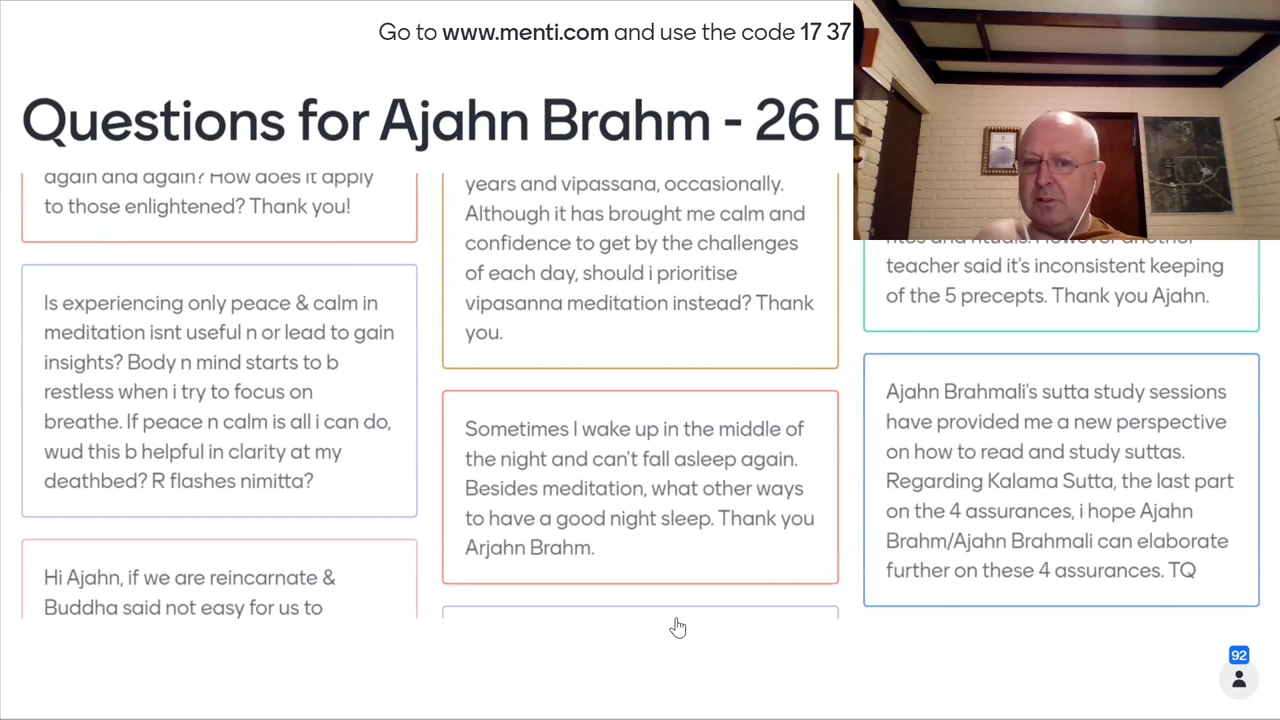 Go to www.menti.com and use the code 17 37
Questions for Ajahn Brahm - 26 D
again and again? How does it apply
to those enlightened? Thank you!
Is experiencing only peace & calm in
meditation isnt useful n or lead to gain
insights? Body n mind starts to b
restless when i try to focus on
breathe. If peace n calm is all i can do,
wud this b helpful in clarity at my
deathbed? R flashes nimitta?
Hi Ajahn, if we are reincarnate &
Buddha said not easy for us to
years and vipassana, occasionally.
Although it has brought me calm and
confidence to get by the challenges
of each day, should i prioritise
vipasanna meditation instead? Thank
you.
Sometimes I wake up in the middle of
the night and can't fall asleep again.
Besides meditation, what other ways
to have a good night sleep. Thank you
Arjahn Brahm.
rites and rituals. However another
teacher said it's inconsistent keeping
of the 5 precepts. Thank you Ajahn.
Ajahn Brahmali's sutta study sessions
have provided me a new perspective
on how to read and study suttas.
Regarding Kalama Sutta, the last part
on the 4 assurances, i hope Ajahn
Brahm/Ajahn Brahmali can elaborate
further on these 4 assurances. TQ
92